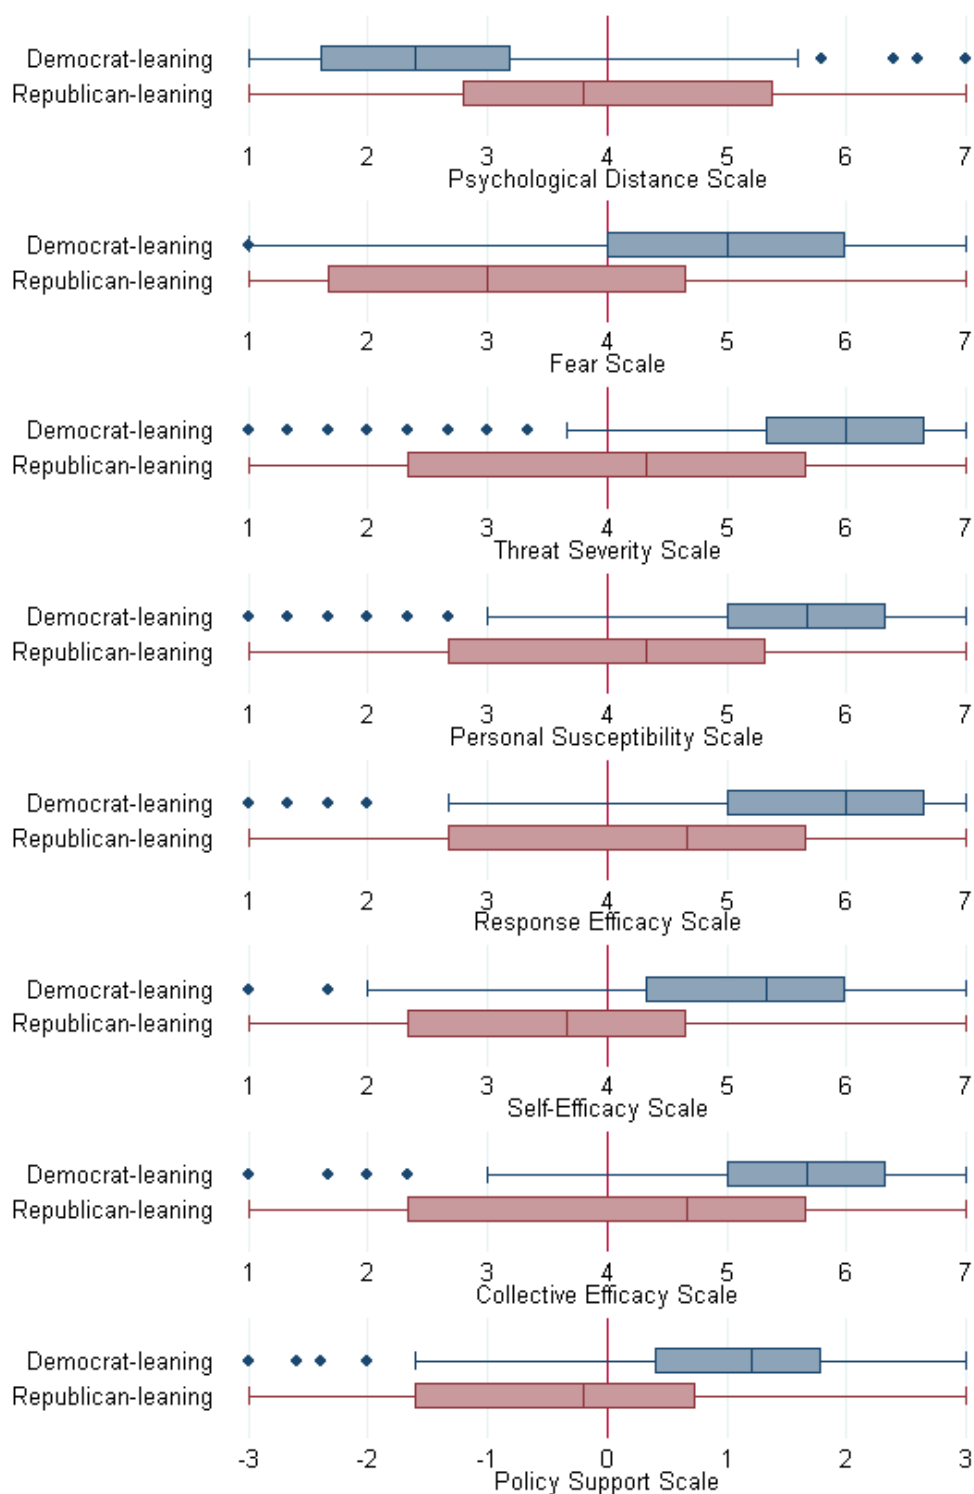 Democrat-leaning
Republican-leaning
1 2 3 4 5 6 7
Psychological Distance Scale
Democrat-leaning
Republican-leaning
1 2 3 4 5 6 7
Fear Scale
Democrat-leaning
Republican-leaning
1 2 3 4 5 6 7
Threat Severity Scale
Democrat-leaning
Republican-leaning
1 2 3 4 5 6 7
Personal Susceptibility Scale
Democrat-leaning
Republican-leaning
1 2 3 4 5 6 7
Response Efficacy Scale
Democrat-leaning
Republican-leaning
1 2 3 4 5 6 7
Self-Efficacy Scale
Democrat-leaning
Republican-leaning
1 2 3 4 5 6 7
Collective Efficacy Scale
Democrat-leaning
Republican-leaning
-3 -2 -1 0 1 2 3
Policy Support Scale